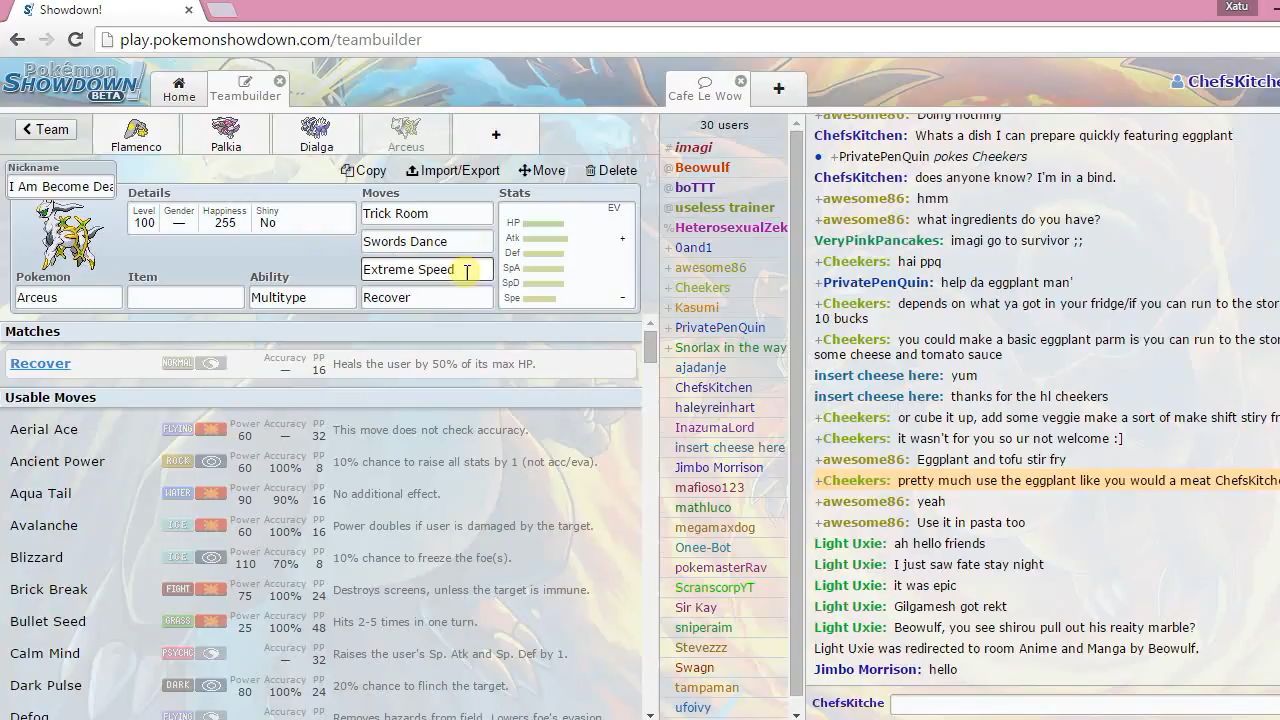 Showdown!
Xatu
play.pokemonshowdown.com/teambuilder
Pokémon
SHOWDOWN!
BETA
Home
Teambuilder
Cafe Le Wow
ChefsKitche
Team
Flamenco
Palkia
Dialga
Arceus
Nickname
I Am Become Dea
Copy
Import/Export
Move
Delete
Details
Level
Gender
Happiness
Shiny
100
—
255
No
Pokemon
Arceus
Item
Ability
Multitype
Moves
Trick Room
Swords Dance
Extreme Speed
Recover
Stats
EV
HP
Atk +
Def
SpA
SpD
Spe −
Matches
Recover NORMAL Accuracy — PP 16 Heals the user by 50% of its max HP.
Usable Moves
Aerial Ace FLYING Power 60 Accuracy — PP 32 This move does not check accuracy.
Ancient Power ROCK Power 60 Accuracy 100% PP 8 10% chance to raise all stats by 1 (not acc/eva).
Aqua Tail WATER Power 90 Accuracy 90% PP 16 No additional effect.
Avalanche ICE Power 60 Accuracy 100% PP 16 Power doubles if user is damaged by the target.
Blizzard ICE Power 110 Accuracy 70% PP 8 10% chance to freeze the foe(s).
Brick Break FIGHT Power 75 Accuracy 100% PP 24 Destroys screens, unless the target is immune.
Bullet Seed GRASS Power 25 Accuracy 100% PP 48 Hits 2-5 times in one turn.
Calm Mind PSYCHC Accuracy — PP 32 Raises the user's Sp. Atk and Sp. Def by 1.
Dark Pulse DARK Power 80 Accuracy 100% PP 24 20% chance to flinch the target.
Defog FLYING Power Accuracy PP Removes hazards from field. Lowers foe's evasion.
30 users
# imagi
@ Beowulf
@ boTTT
@ useless trainer
% HeterosexualZek
+ 0and1
+ awesome86
+ Cheekers
+ Kasumi
+ PrivatePenQuin
+ Snorlax in the way
ajadanje
ChefsKitchen
haleyreinhart
InazumaLord
insert cheese here
Jimbo Morrison
mafioso123
mathluco
megamaxdog
Onee-Bot
pokemasterRav
ScranscorpYT
Sir Kay
sniperaim
Stevezzz
Swagn
tampaman
ufoivy
+awesome86: Doing nothing
ChefsKitchen: Whats a dish I can prepare quickly featuring eggplant
• +PrivatePenQuin pokes Cheekers
ChefsKitchen: does anyone know? I'm in a bind.
+awesome86: hmm
+awesome86: what ingredients do you have?
VeryPinkPancakes: imagi go to survivor ;;
+Cheekers: hai ppq
+PrivatePenQuin: help da eggplant man'
+Cheekers: depends on what ya got in your fridge/if you can run to the stor
10 bucks
+Cheekers: you could make a basic eggplant parm is you can run to the stor
some cheese and tomato sauce
insert cheese here: yum
insert cheese here: thanks for the hl cheekers
+Cheekers: or cube it up, add some veggie make a sort of make shift stiry fr
+Cheekers: it wasn't for you so ur not welcome :]
+awesome86: Eggplant and tofu stir fry
+Cheekers: pretty much use the eggplant like you would a meat ChefsKitche
+awesome86: yeah
+awesome86: Use it in pasta too
Light Uxie: ah hello friends
Light Uxie: I just saw fate stay night
Light Uxie: it was epic
Light Uxie: Gilgamesh got rekt
Light Uxie: Beowulf, you see shirou pull out his reaity marble?
Light Uxie was redirected to room Anime and Manga by Beowulf.
Jimbo Morrison: hello
ChefsKitche